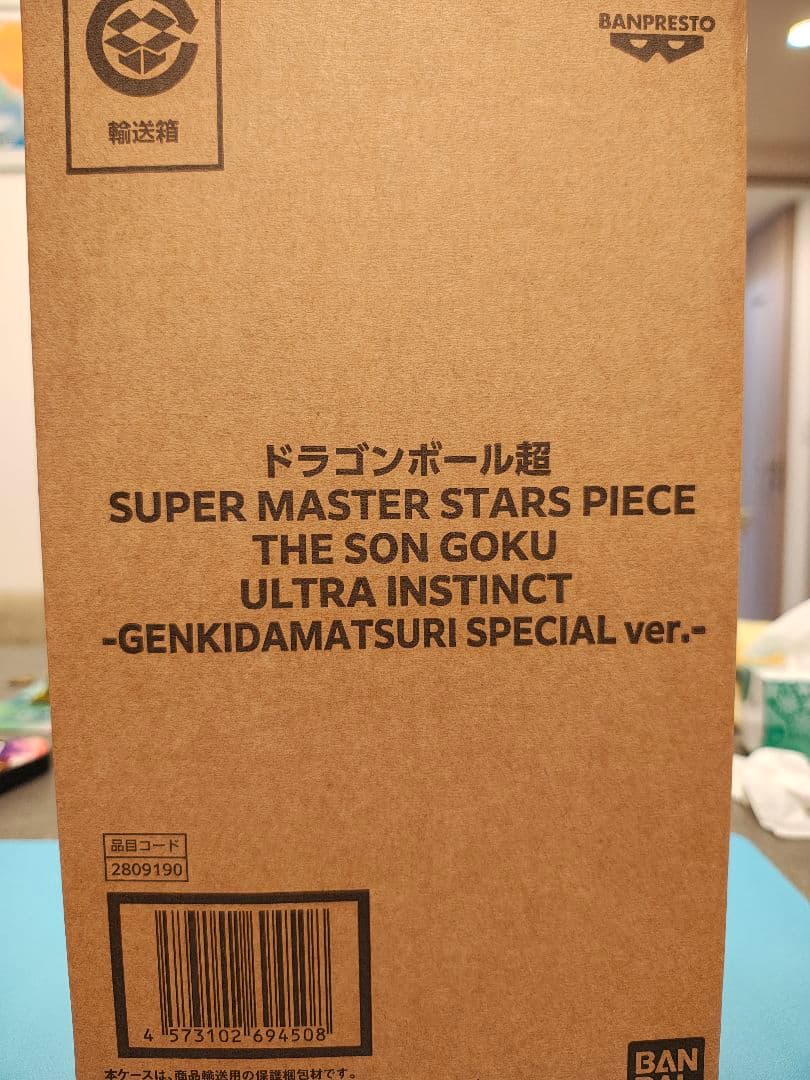 輸送箱
BANPRESTO
ドラゴンボール超
SUPER MASTER STARS PIECE
THE SON GOKU
ULTRA INSTINCT
-GENKIDAMATSURI SPECIAL ver.-
品目コード
2809190
4 573102 694508
本ケースは、商品輸送用の保護梱包材です。
BAN